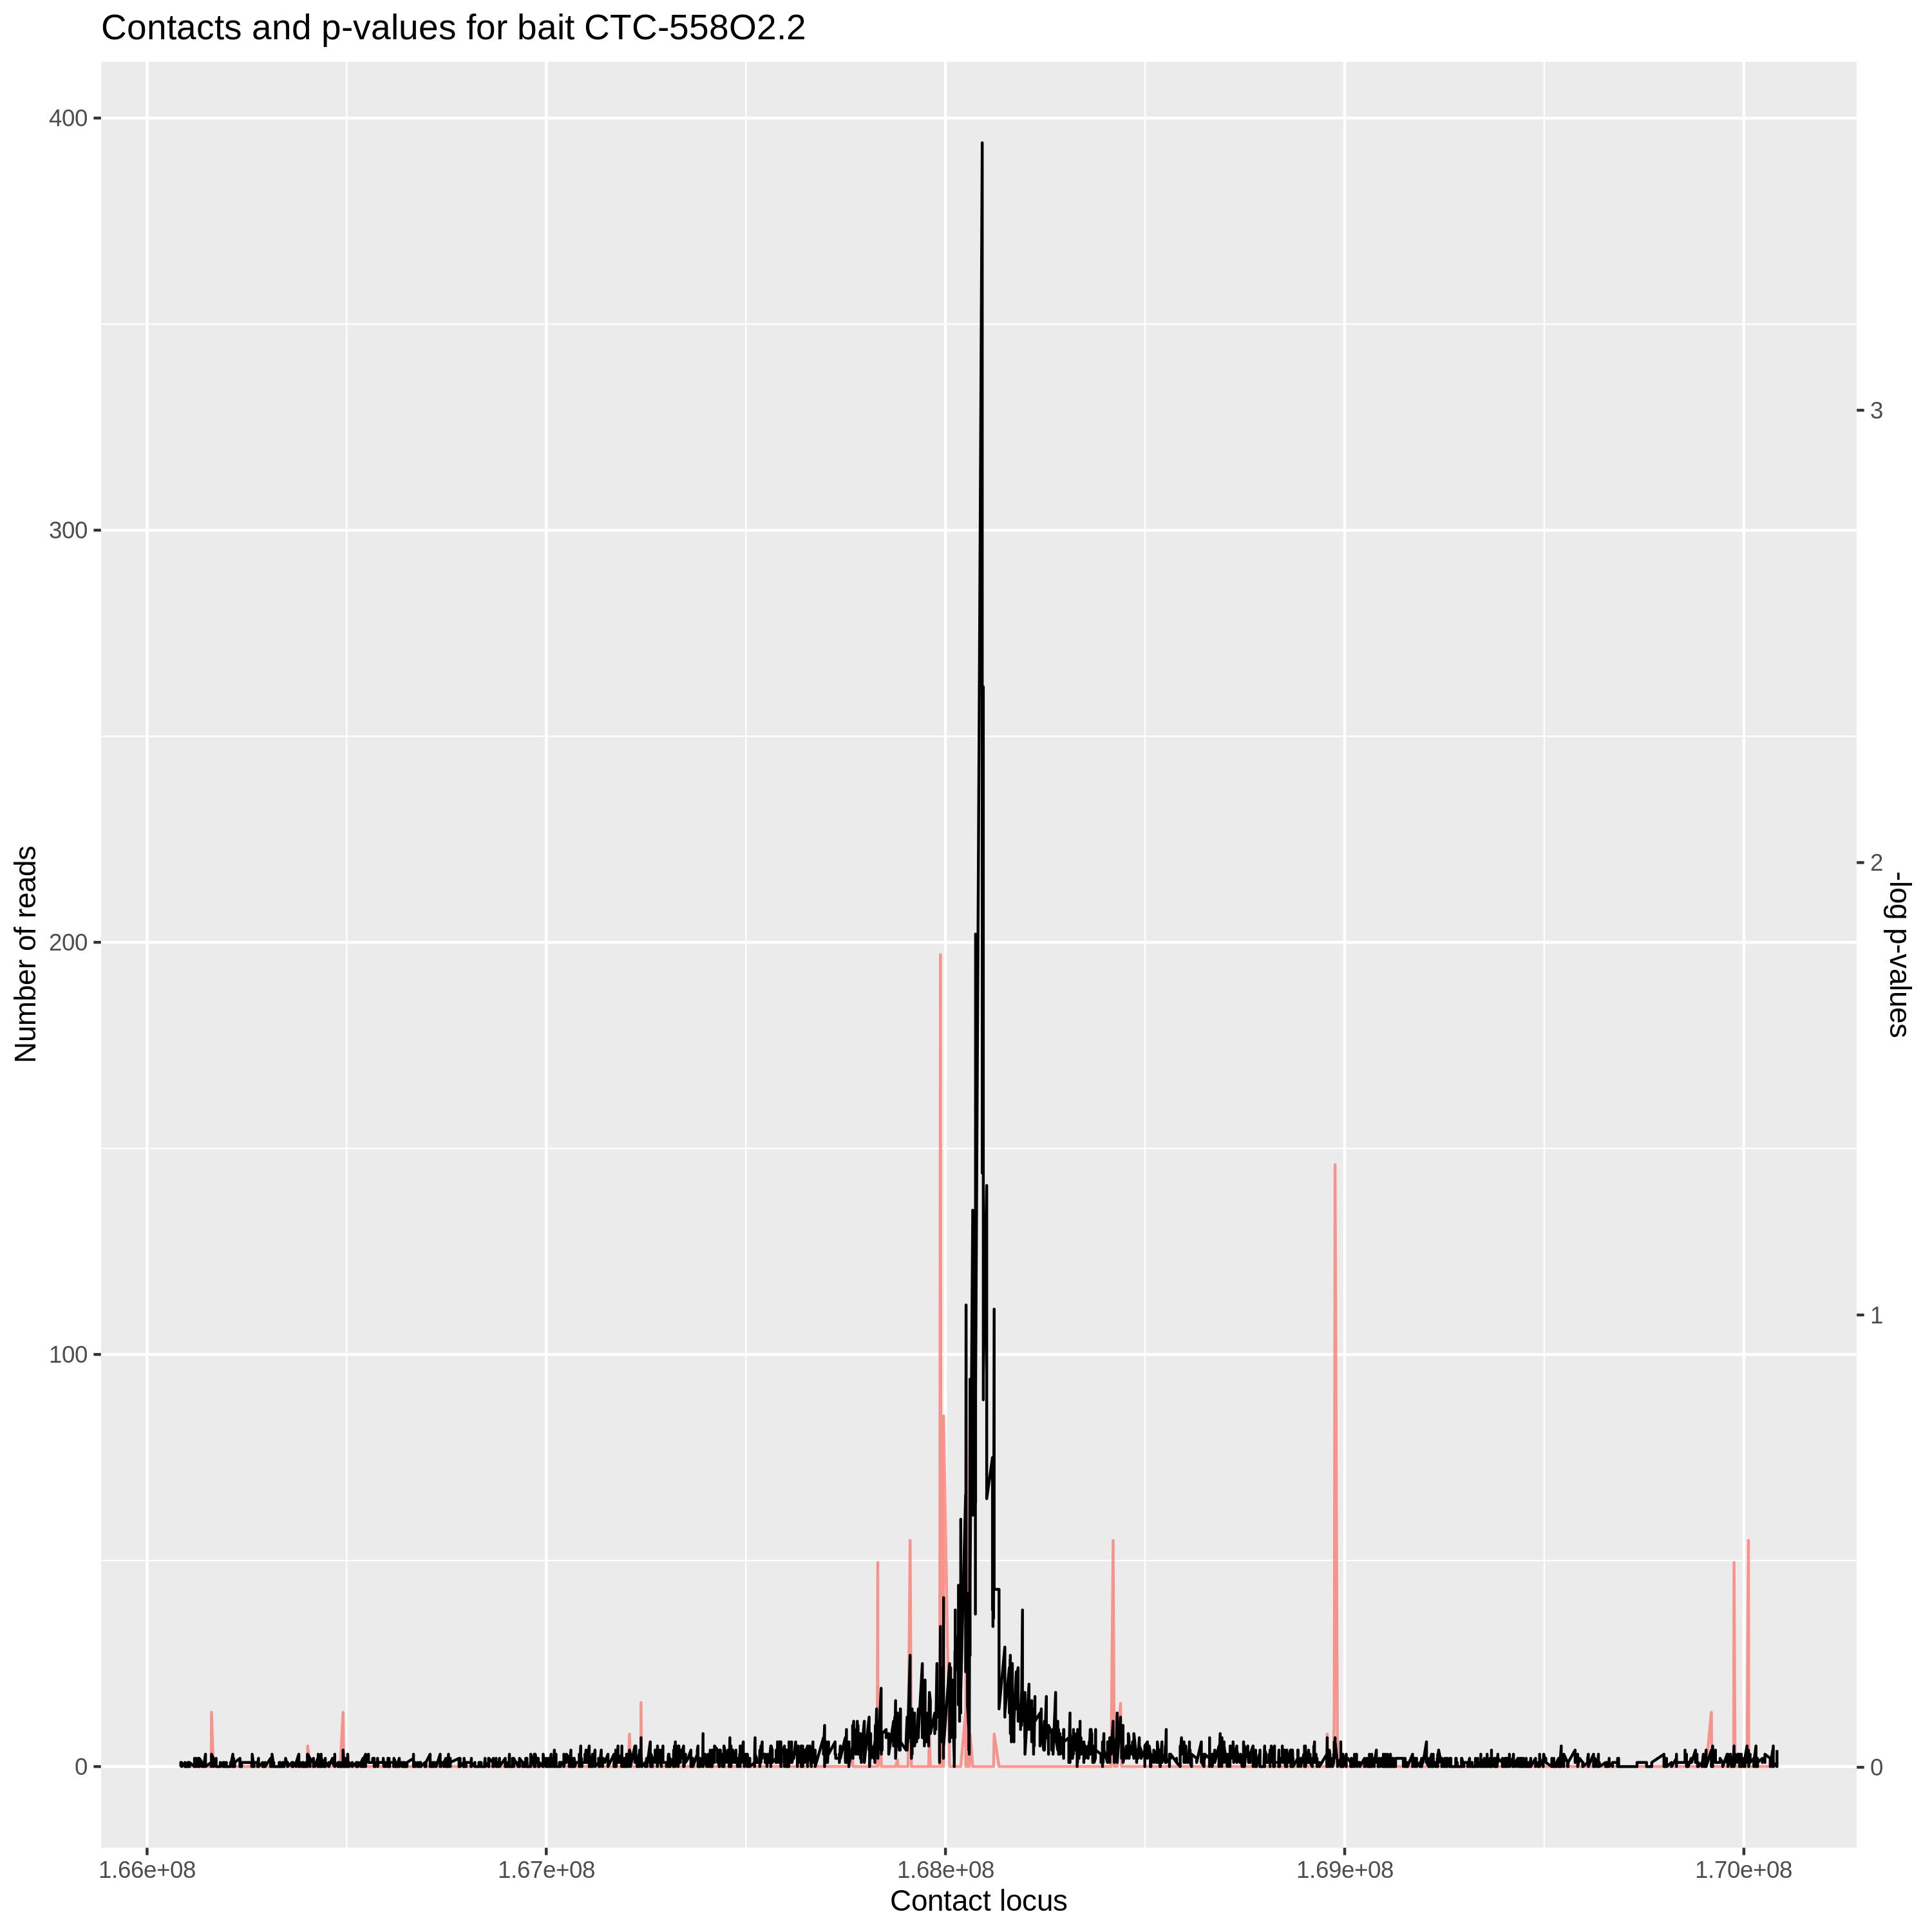 Contacts and p-values for bait CTC-558O2.2
400
300
200
100
0
Number of reads
3
2
1
0
-log p-values
1.66e+08
1.67e+08
1.68e+08
1.69e+08
1.70e+08
Contact locus